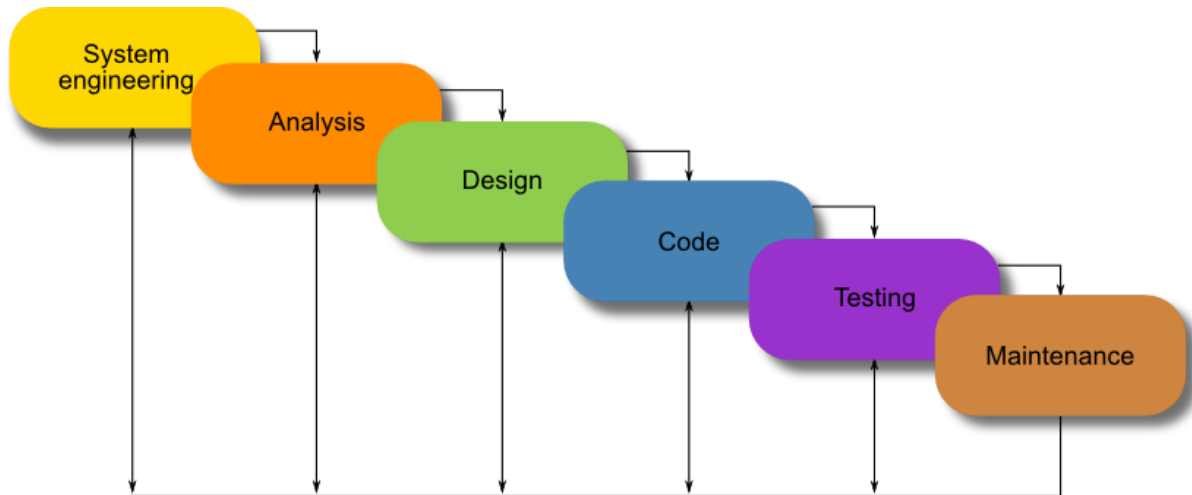 System
engineering
Analysis
Design
Code
Testing
Maintenance